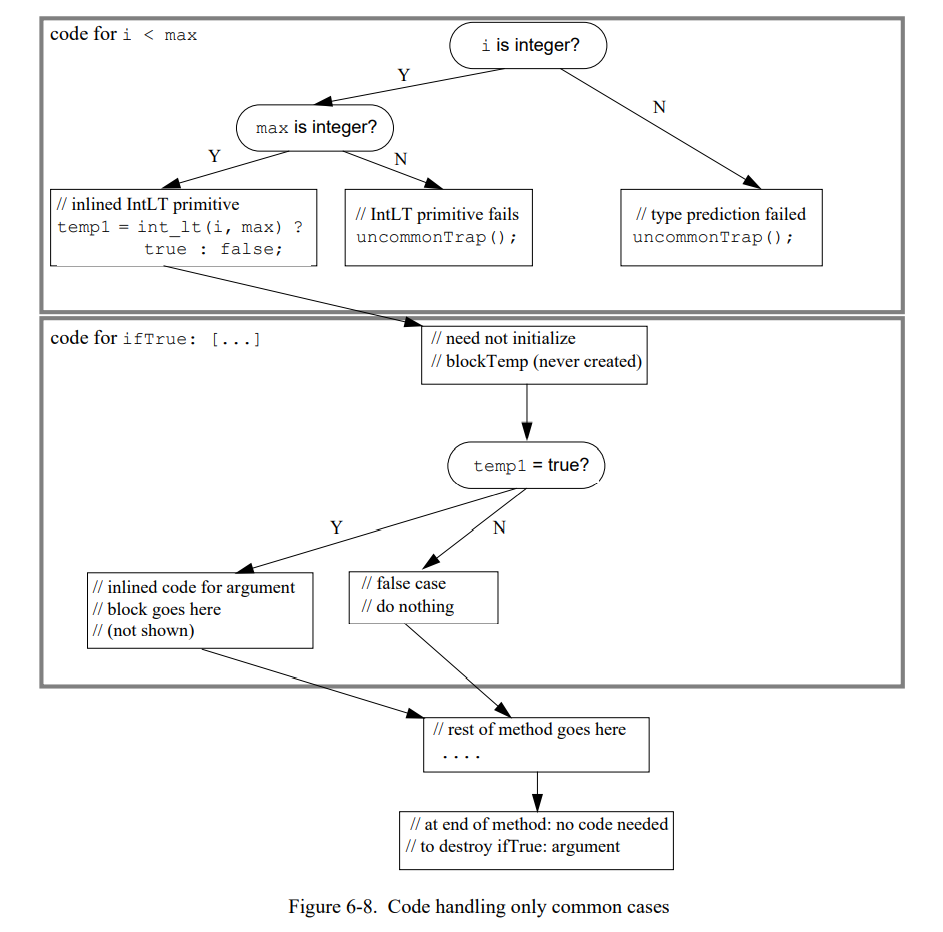 code for i < max
i is integer?
Y
N
max is integer?
Y
N
// inlined IntLT primitive
temp1 = int_lt(i, max) ?
true : false;
// IntLT primitive fails
uncommonTrap();
// type prediction failed
uncommonTrap();
code for ifTrue: [...]
// need not initialize
// blockTemp (never created)
temp1 = true?
Y
N
// inlined code for argument
// block goes here
// (not shown)
// false case
// do nothing
// rest of method goes here
....
// at end of method: no code needed
// to destroy ifTrue: argument
Figure 6-8. Code handling only common cases